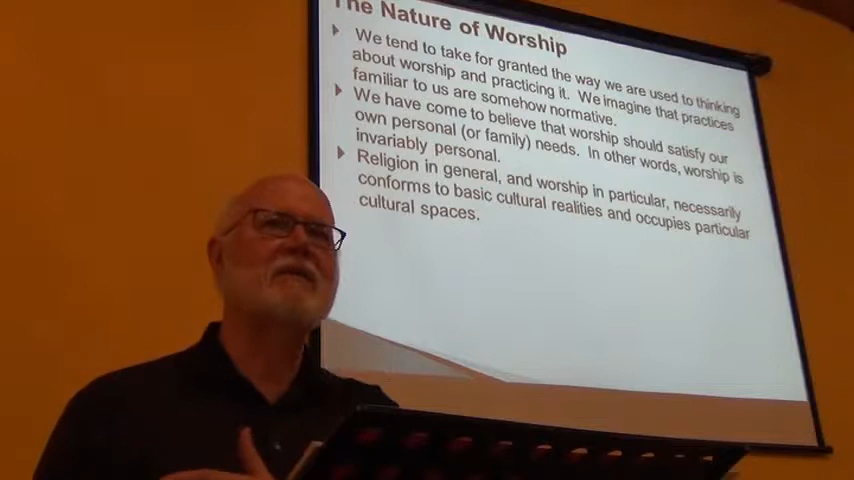 The Nature of Worship
We tend to take for granted the way we are used to thinking
about worship and practicing it. We imagine that practices
familiar to us are somehow normative.
We have come to believe that worship should satisfy our
own personal (or family) needs. In other words, worship is
invariably personal.
Religion in general, and worship in particular, necessarily
conforms to basic cultural realities and occupies particular
cultural spaces.